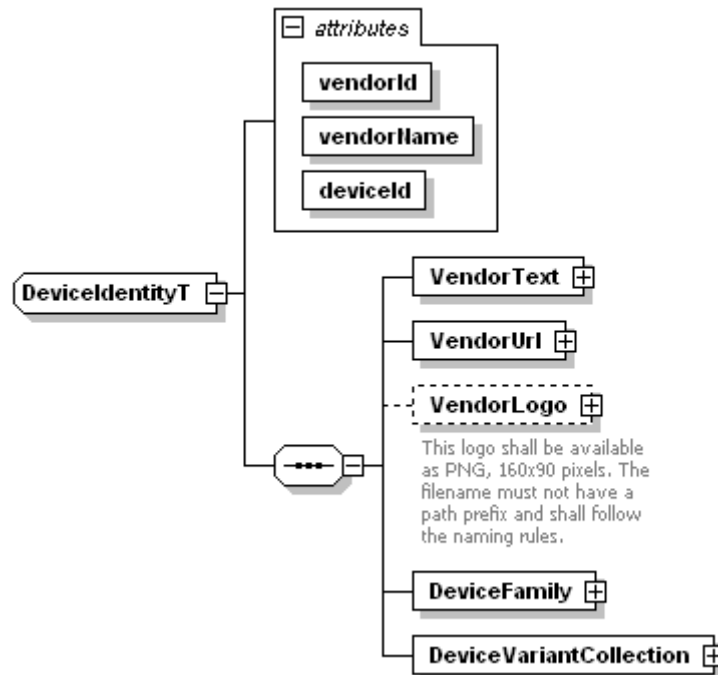 attributes
vendorId
vendorName
deviceId
DeviceIdentityT
VendorText
VendorUrl
VendorLogo
This logo shall be available
as PNG, 160x90 pixels. The
filename must not have a
path prefix and shall follow
the naming rules.
DeviceFamily
DeviceVariantCollection